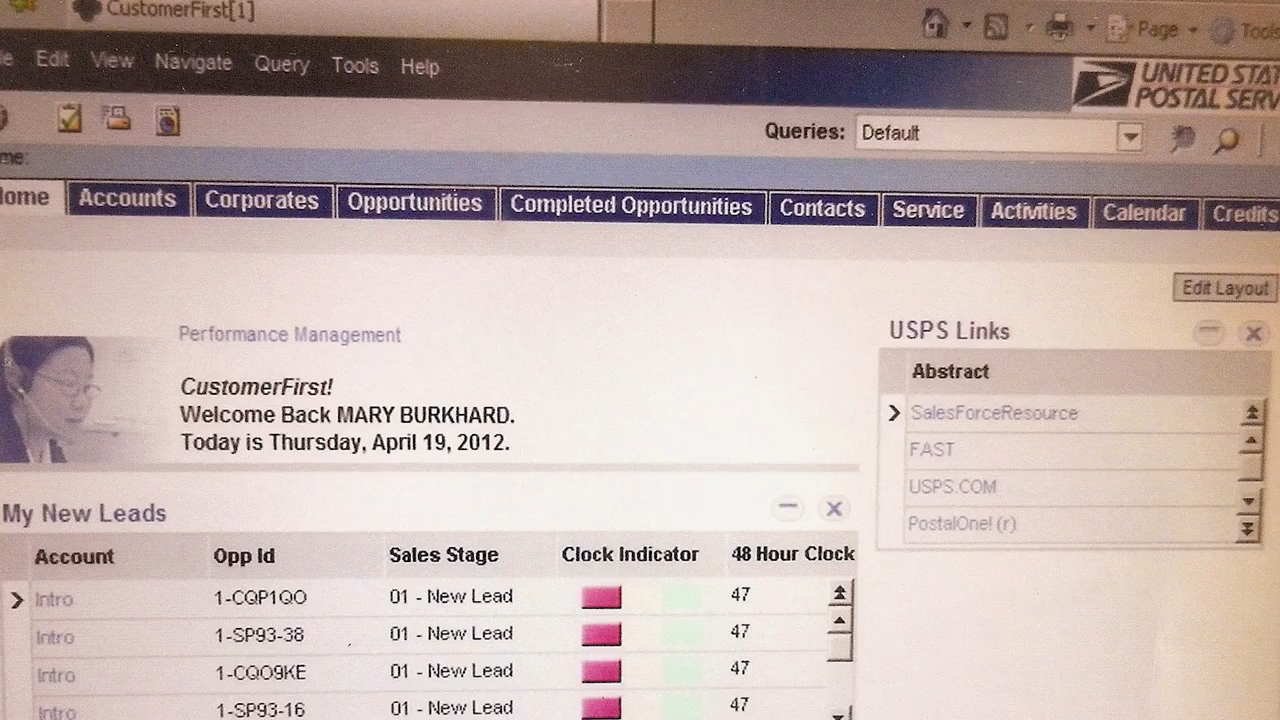 CustomerFirst[1]
Page Tools
Edit View Navigate Query Tools Help
UNITED STAT
POSTAL SERV
Queries: Default
me:
Home Accounts Corporates Opportunities Completed Opportunities Contacts Service Activities Calendar Credits
Edit Layout
Performance Management
CustomerFirst!
Welcome Back MARY BURKHARD.
Today is Thursday, April 19, 2012.
USPS Links
Abstract
SalesForceResource
FAST
USPS.COM
PostalOne! (r)
My New Leads
Account Opp Id Sales Stage Clock Indicator 48 Hour Clock
Intro 1-CQP1QO 01 - New Lead 47
Intro 1-SP93-38 01 - New Lead 47
Intro 1-CQO9KE 01 - New Lead 47
Intro 1-SP93-16 01 - New Lead 47